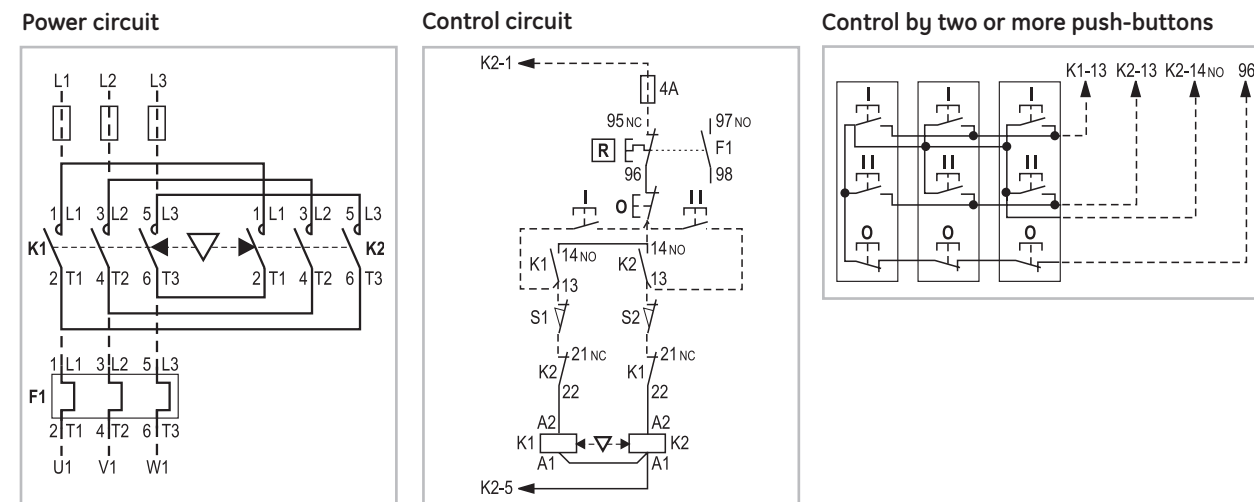 Power circuit
L1 L2 L3
1 L1 3 L2 5 L3 1 L1 3 L2 5 L3
K1 K2
2 T1 4 T2 6 T3 2 T1 4 T2 6 T3
1 L1 3 L2 5 L3
F1
2 T1 4 T2 6 T3
U1 V1 W1
Control circuit
K2-1
4A
95 NC 97 NO
R F1
96 98
I O II
14 NO 14 NO
K1 K2
13 13
S1 S2
21 NC 21 NC
K2 K1
22 22
A2 A2
K1 K2
A1 A1
K2-5
Control by two or more push-buttons
K1-13 K2-13 K2-14 NO 96
I I I
II II II
O O O